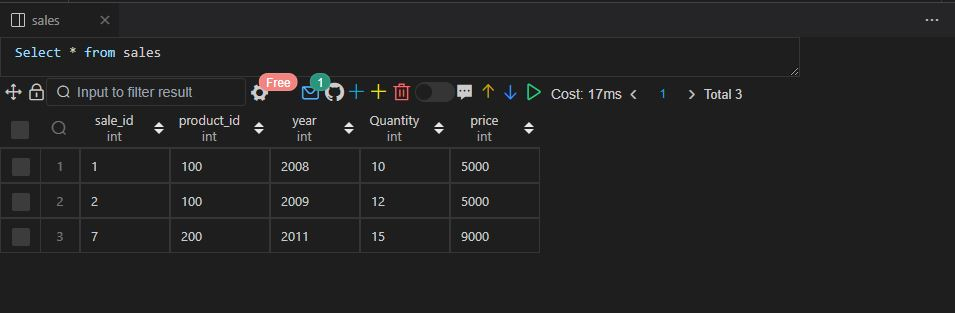 sales
Select * from sales
Free
1
Input to filter result
Cost: 17ms
1
Total 3
sale_id product_id year Quantity price
int int int int int
1 1 100 2008 10 5000
2 2 100 2009 12 5000
3 7 200 2011 15 9000